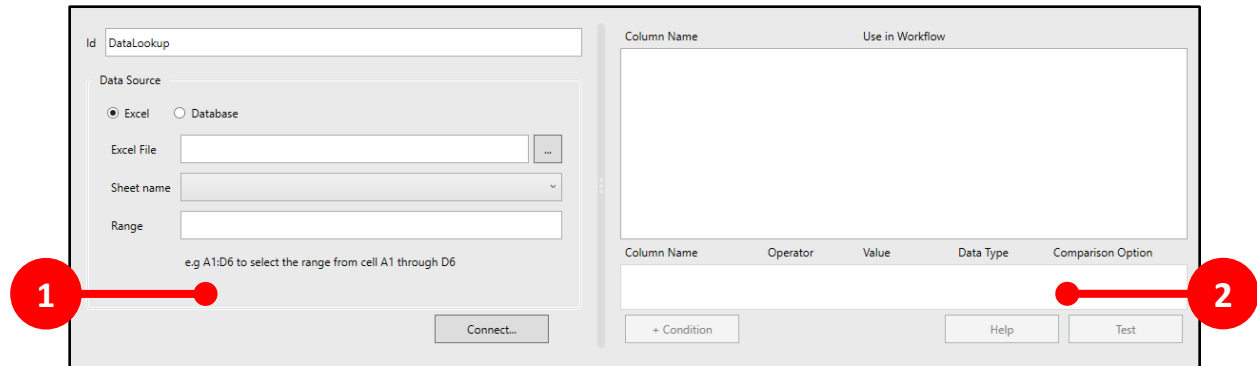 Id DataLookup
Data Source
Excel Database
Excel File ...
Sheet name
Range
e.g A1:D6 to select the range from cell A1 through D6
1
Connect...
Column Name Use in Workflow
Column Name Operator Value Data Type Comparison Option
2
+ Condition Help Test